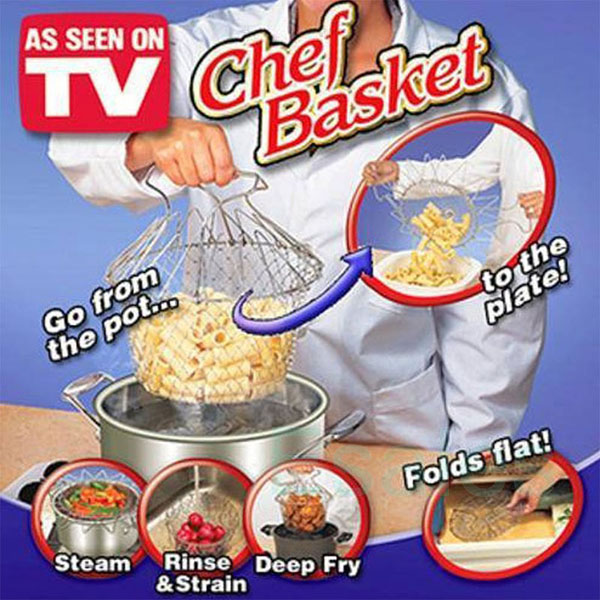 AS SEEN ON
TV
Chef
Basket
Go from
the pot...
to the
plate!
Folds flat!
Steam
Rinse
& Strain
Deep Fry